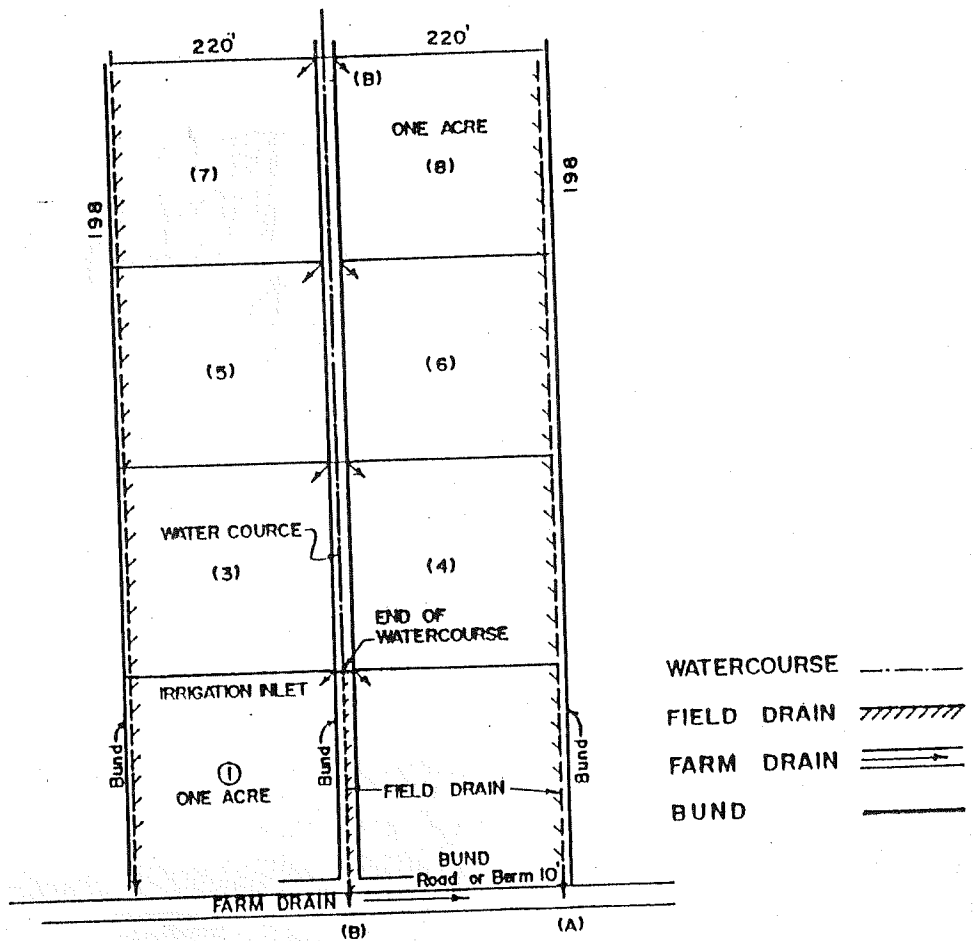 220'
220'
(B)
ONE ACRE
(7)
(8)
198
198
(5)
(6)
WATER COURCE
(3)
(4)
END OF
WATERCOURSE
IRRIGATION INLET
Bund
Bund
Bund
①
ONE ACRE
FIELD DRAIN
BUND
Road or Berm 10'
FARM DRAIN
(B)
(A)
WATERCOURSE
FIELD DRAIN
FARM DRAIN
BUND